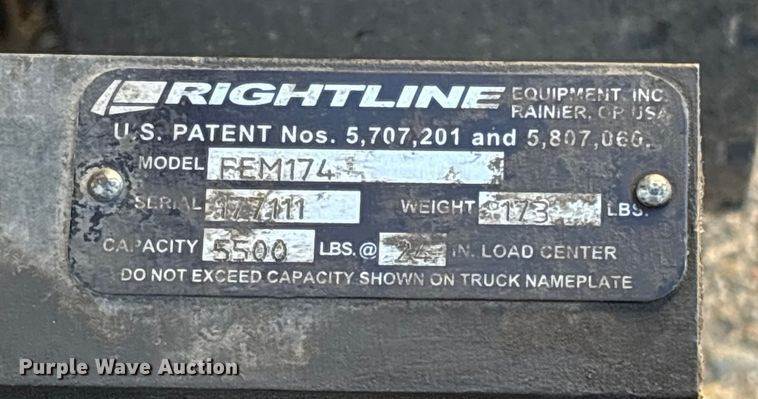 RIGHTLINE EQUIPMENT, INC.
RAINIER, OR USA
U.S. PATENT Nos. 5,707,201 and 5,807,060.
MODEL FEM174
SERIAL 177111 WEIGHT 173 LBS.
CAPACITY 5500 LBS. @ 24 IN. LOAD CENTER
DO NOT EXCEED CAPACITY SHOWN ON TRUCK NAMEPLATE
Purple Wave Auction